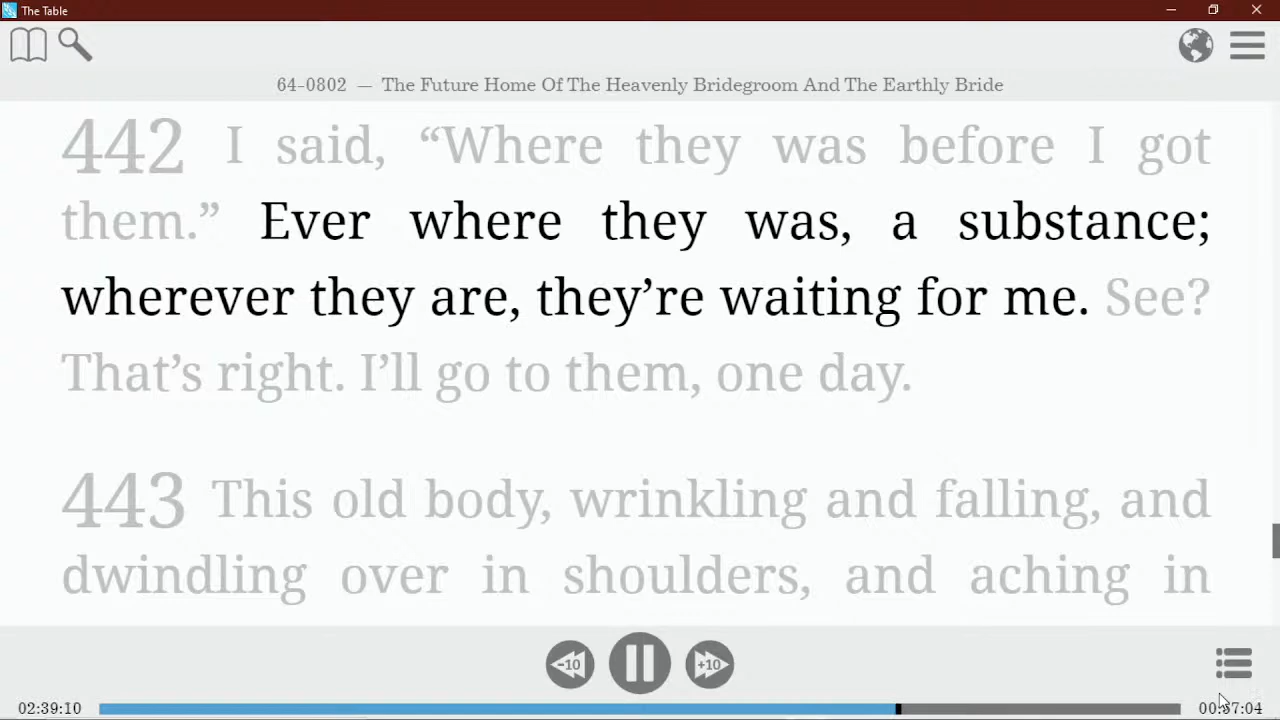 The Table
64-0802 — The Future Home Of The Heavenly Bridegroom And The Earthly Bride
442 I said, “Where they was before I got
them.” Ever where they was, a substance;
wherever they are, they’re waiting for me. See?
That’s right. I’ll go to them, one day.
443 This old body, wrinkling and falling, and
dwindling over in shoulders, and aching in
-10 +10
02:39:10 00:57:04